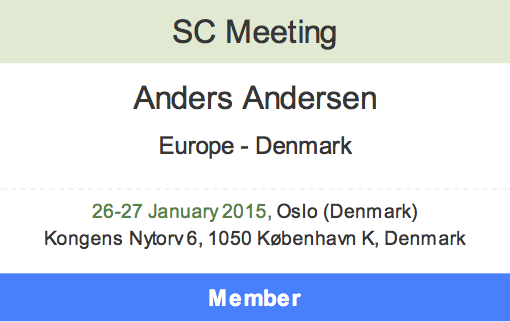 SC Meeting
Anders Andersen
Europe - Denmark
26-27 January 2015, Oslo (Denmark)
Kongens Nytorv 6, 1050 København K, Denmark
Member